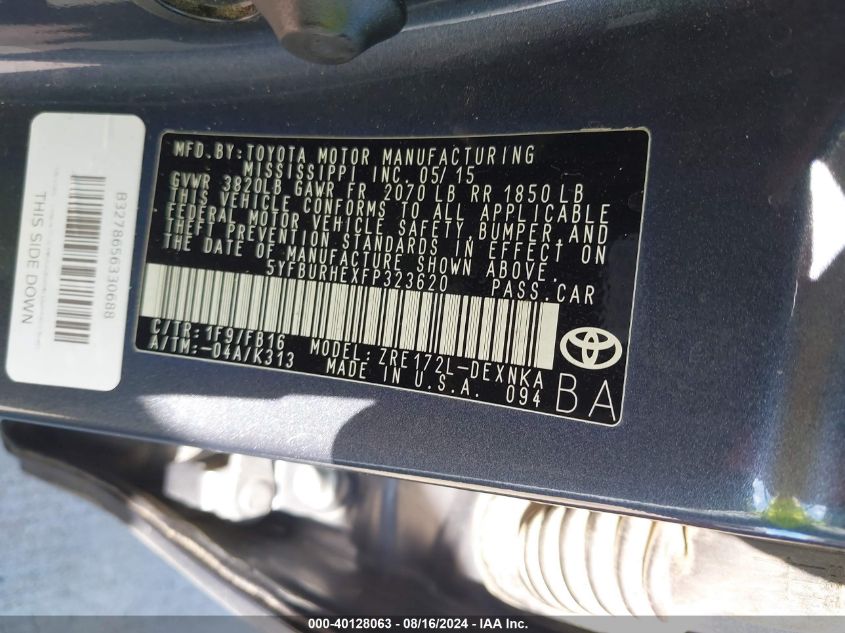 MFD. BY:TOYOTA MOTOR MANUFACTURING
MISSISSIPPI INC. 05/15
GVWR 3820LB GAWR FR 2070 LB RR 1850 LB
THIS VEHICLE CONFORMS TO ALL APPLICABLE
FEDERAL MOTOR VEHICLE SAFETY, BUMPER, AND
THEFT PREVENTION STANDARDS IN EFFECT ON
THE DATE OF MANUFACTURE SHOWN ABOVE.
5YFBURHEXFP323620 PASS.CAR
C/TR:1F9/FB16
A/TM:-04A/K313
MODEL:ZRE172L-DEXNKA
MADE IN U.S.A. 094
BA
B327865633068B
THIS SIDE DOWN
000-40128063 - 08/16/2024 - IEAA Inc.